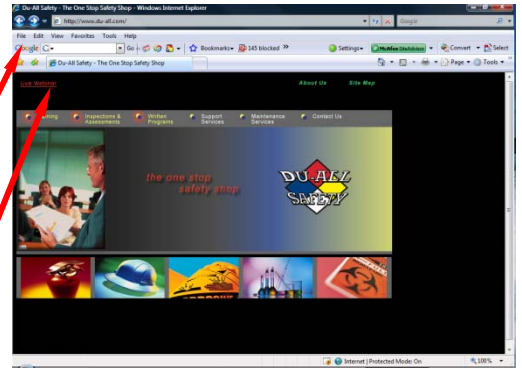 Du-All Safety - The One Stop Safety Shop - Windows Internet Explorer
http://www.du-all.com/
Google
File Edit View Favorites Tools Help
Google Go Bookmarks 145 blocked Settings Convert Select
Du-All Safety - The One Stop Safety Shop Page Tools
Live Webinar About Us Site Map
Inspections & Assessments
Written Programs
Support Services
Maintenance Services
Contact Us
the one stop
safety shop
DU-ALL
SAFETY
Internet | Protected Mode: On 100%